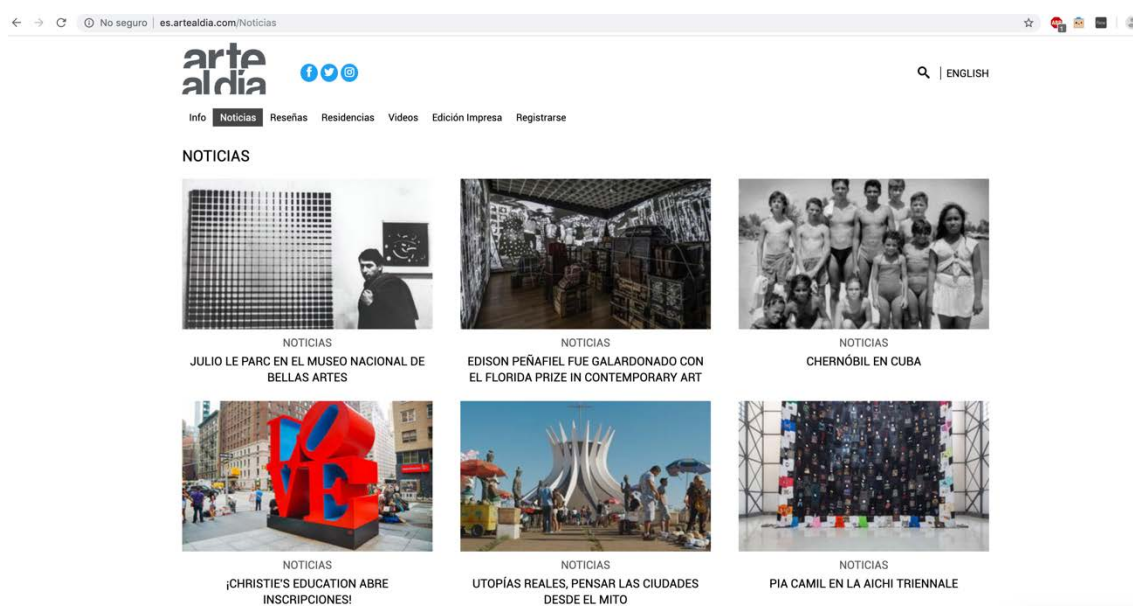 No seguro | es.artealdia.com/Noticias
arte
aldía
ENGLISH
Info Noticias Reseñas Residencias Videos Edición Impresa Registrarse
NOTICIAS
NOTICIAS
JULIO LE PARC EN EL MUSEO NACIONAL DE
BELLAS ARTES
NOTICIAS
EDISON PEÑAFIEL FUE GALARDONADO CON
EL FLORIDA PRIZE IN CONTEMPORARY ART
NOTICIAS
CHERNÓBIL EN CUBA
LOVE
NOTICIAS
¡CHRISTIE'S EDUCATION ABRE
INSCRIPCIONES!
NOTICIAS
UTOPÍAS REALES, PENSAR LAS CIUDADES
DESDE EL MITO
NOTICIAS
PIA CAMIL EN LA AICHI TRIENNALE